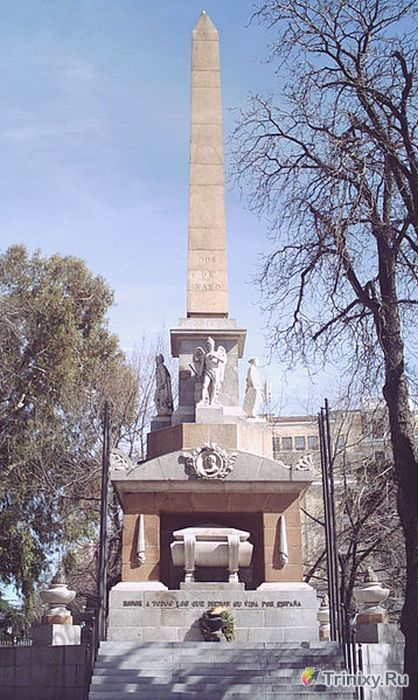 DOS
DE
MAYO
HONOR A TODOS LOS QUE DIERON SU VIDA POR ESPAÑA
Trinixy.Ru